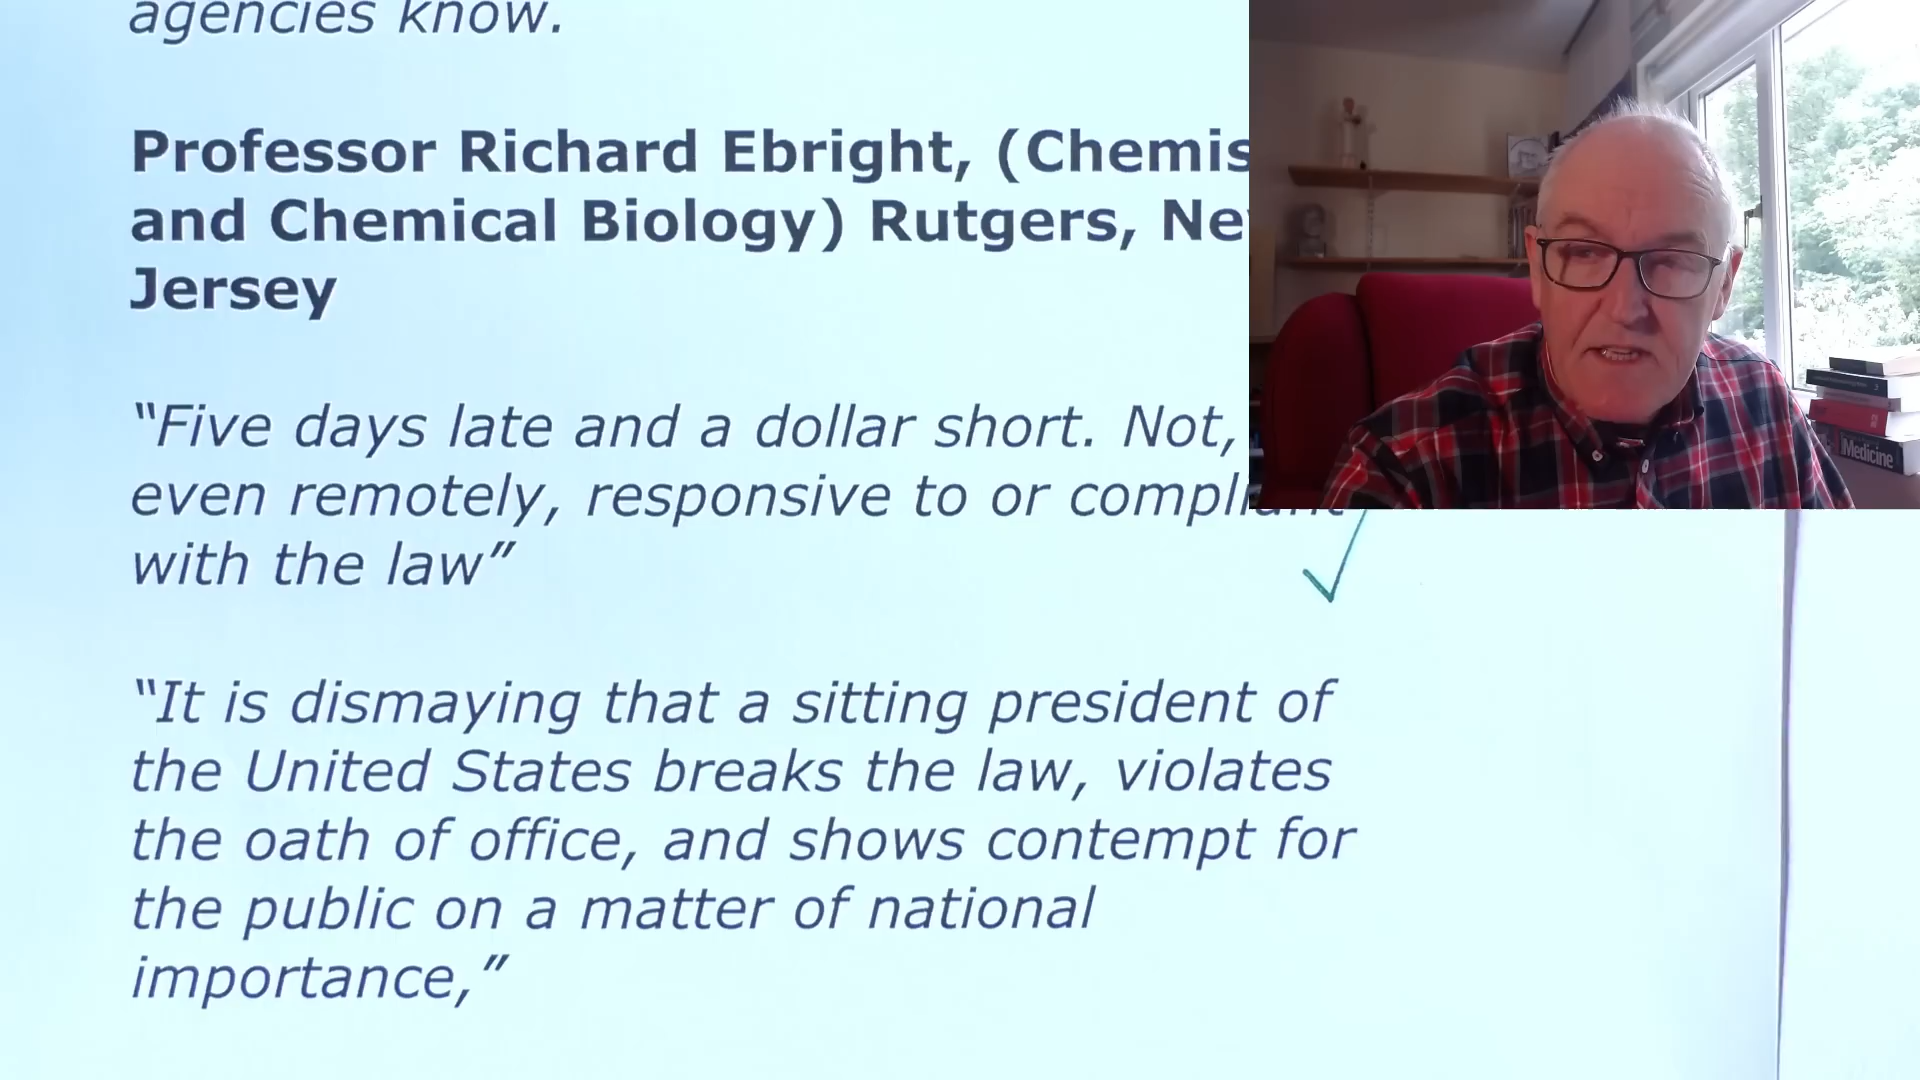 agencies know.
Professor Richard Ebright, (Chemis
and Chemical Biology) Rutgers, Ne
Jersey
“Five days late and a dollar short. Not,
even remotely, responsive to or compliant
with the law”
“It is dismaying that a sitting president of
the United States breaks the law, violates
the oath of office, and shows contempt for
the public on a matter of national
importance,”
Medicine